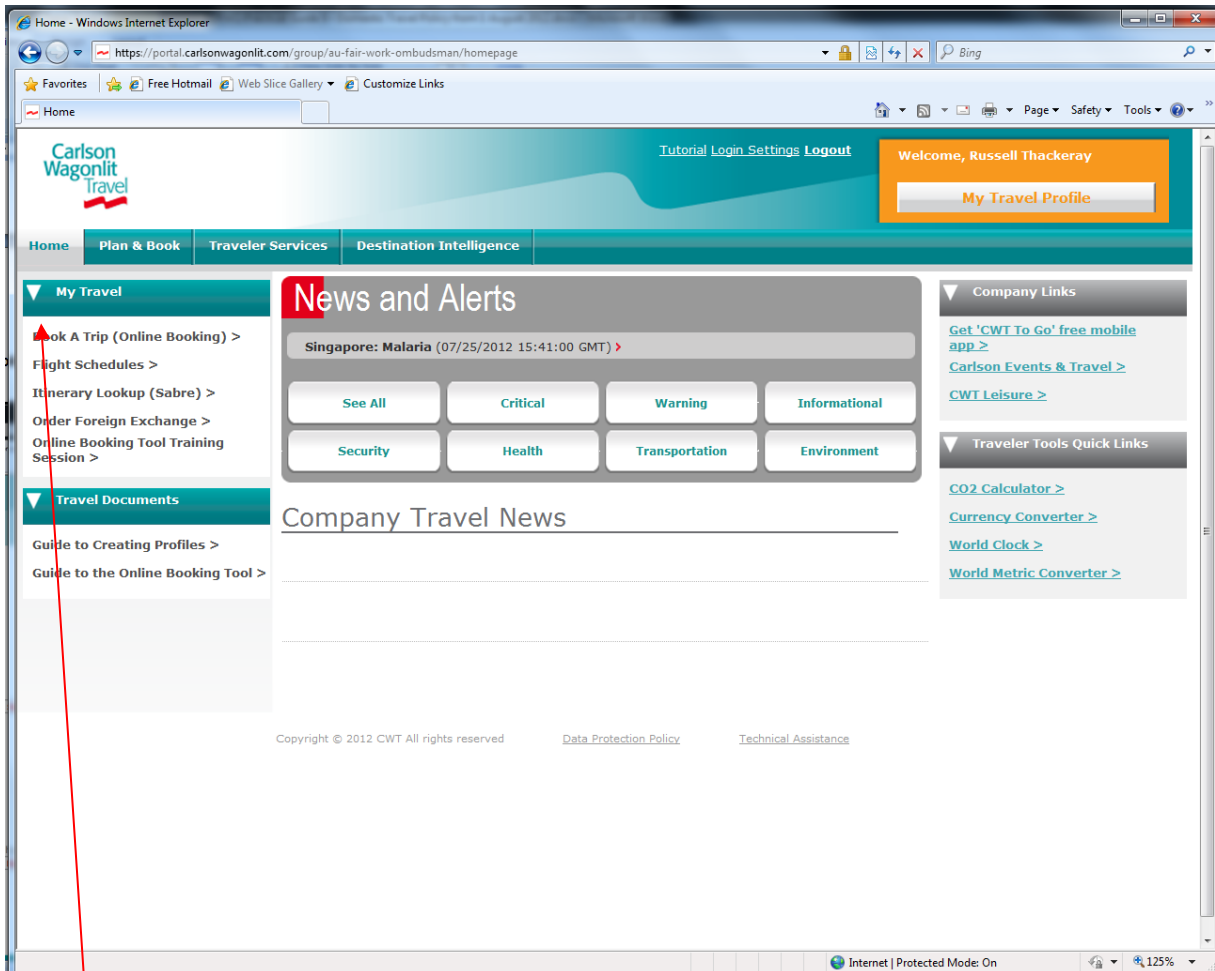 Home - Windows Internet Explorer
https://portal.carlsonwagonlit.com/group/au-fair-work-ombudsman/homepage
Bing
Favorites Free Hotmail Web Slice Gallery Customize Links
Home
Page Safety Tools
Carlson
Wagonlit
Travel
Tutorial Login Settings Logout
Welcome, Russell Thackeray
My Travel Profile
Home Plan & Book Traveler Services Destination Intelligence
My Travel
Book A Trip (Online Booking) >
Flight Schedules >
Itinerary Lookup (Sabre) >
Order Foreign Exchange >
Online Booking Tool Training
Session >
Travel Documents
Guide to Creating Profiles >
Guide to the Online Booking Tool >
News and Alerts
Singapore: Malaria (07/25/2012 15:41:00 GMT) >
See All Critical Warning Informational
Security Health Transportation Environment
Company Travel News
Company Links
Get 'CWT To Go' free mobile
app >
Carlson Events & Travel >
CWT Leisure >
Traveler Tools Quick Links
CO2 Calculator >
Currency Converter >
World Clock >
World Metric Converter >
Copyright © 2012 CWT All rights reserved Data Protection Policy Technical Assistance
Internet | Protected Mode: On 125%